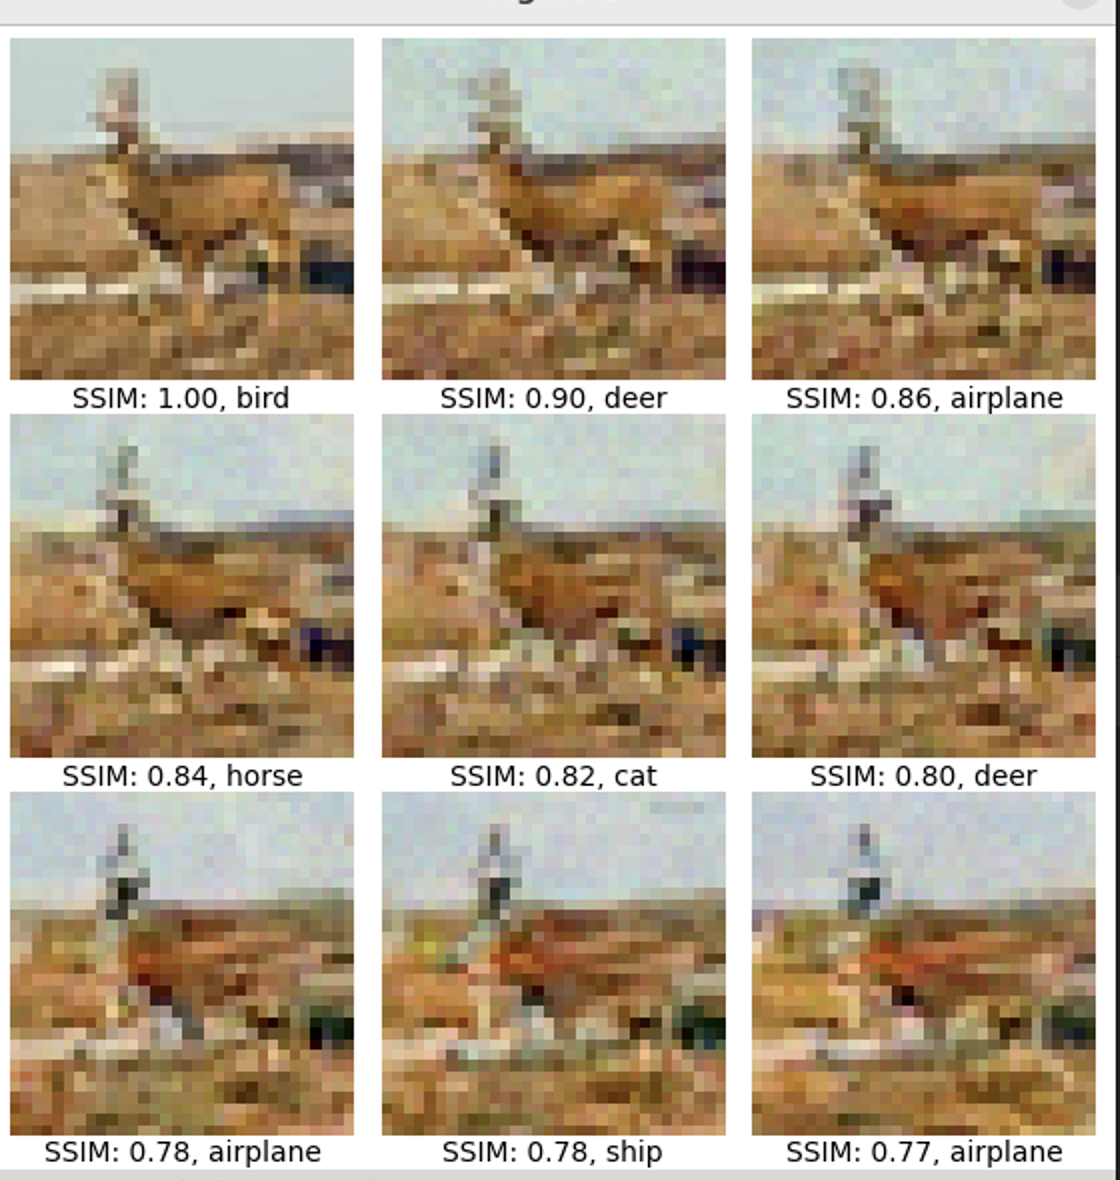 SSIM: 1.00, bird
SSIM: 0.90, deer
SSIM: 0.86, airplane
SSIM: 0.84, horse
SSIM: 0.82, cat
SSIM: 0.80, deer
SSIM: 0.78, airplane
SSIM: 0.78, ship
SSIM: 0.77, airplane